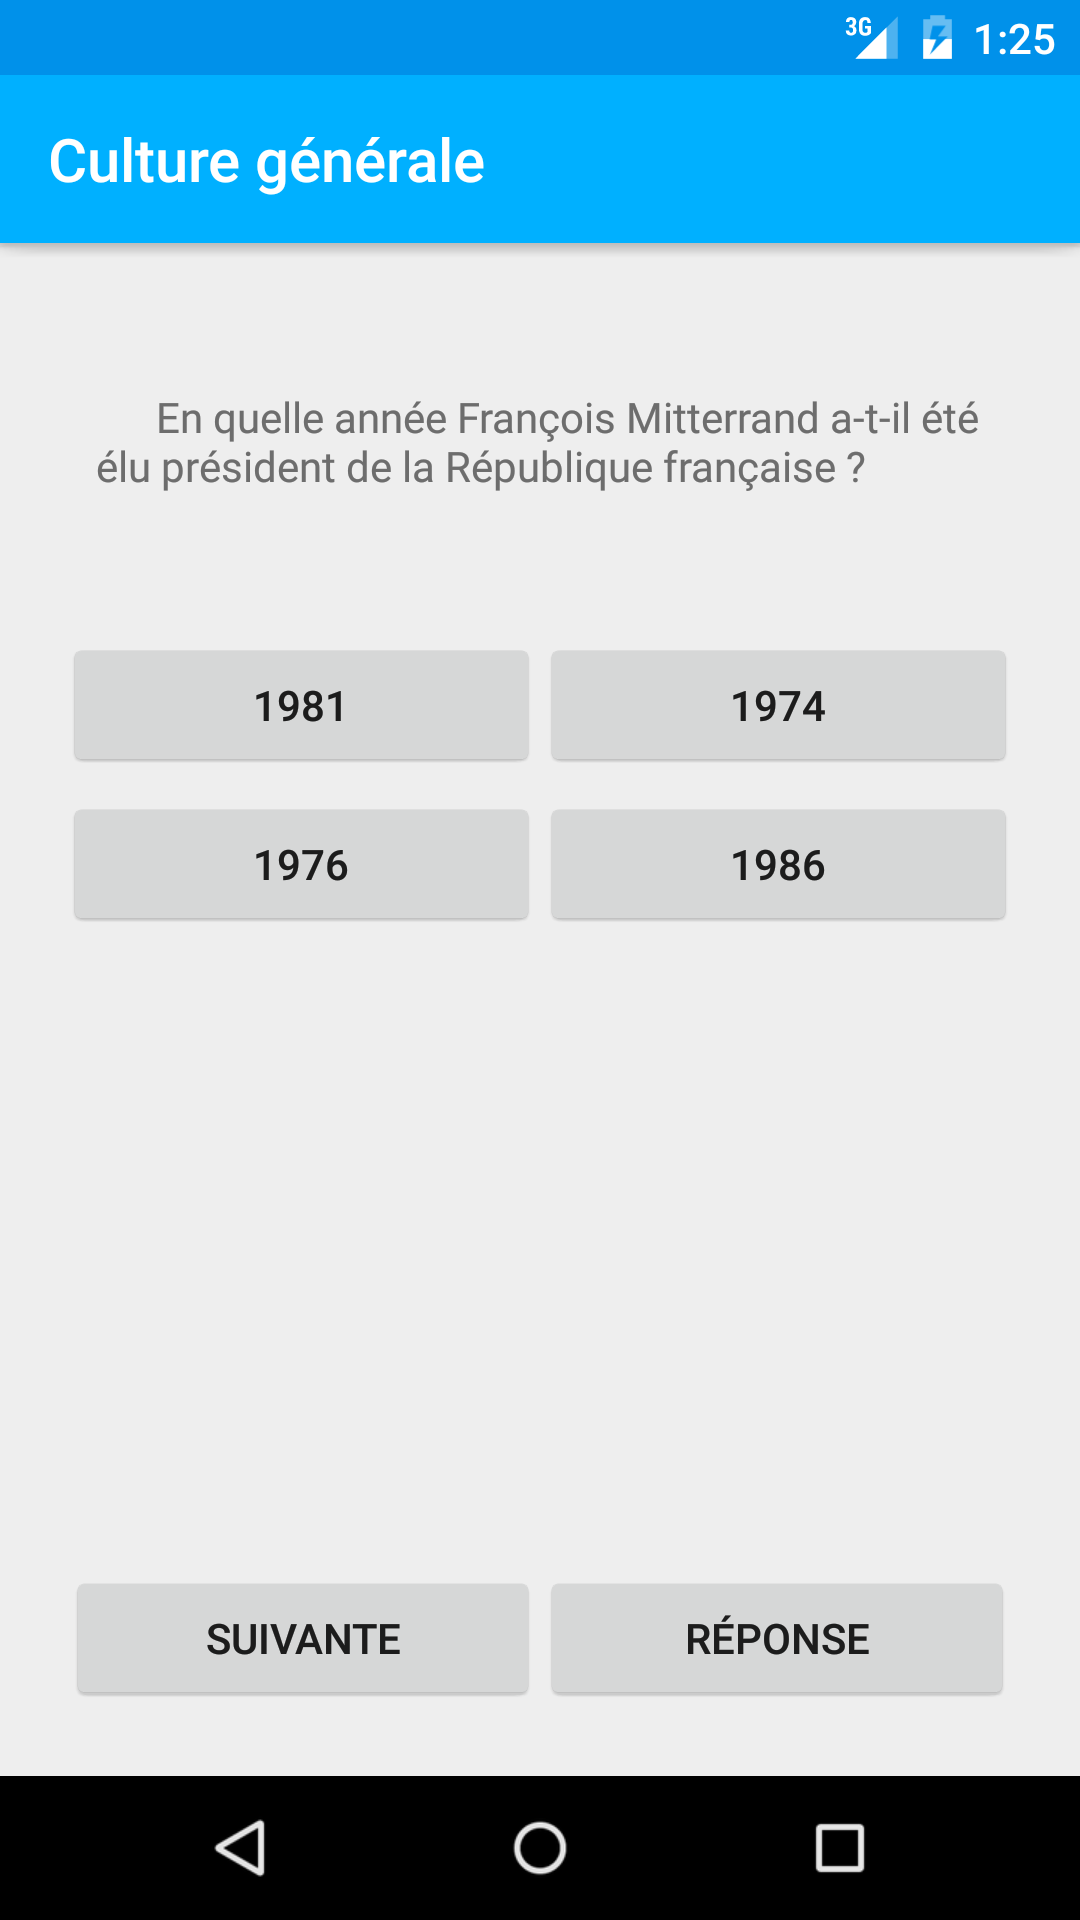 3G 1:25
Culture générale
En quelle année François Mitterrand a-t-il été
élu président de la République française ?
1981 1974
1976 1986
SUIVANTE RÉPONSE